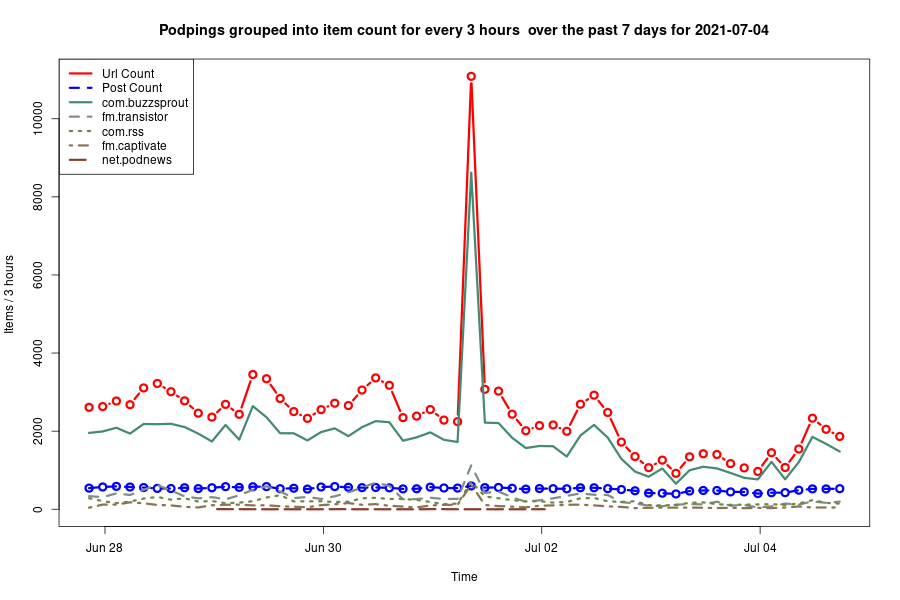 Podpings grouped into item count for every 3 hours  over the past 7 days for 2021-07-04
Url Count
Post Count
com.buzzsprout
fm.transistor
com.rss
fm.captivate
net.podnews
10000
8000
6000
4000
2000
0
Items / 3 hours
Jun 28
Jun 30
Jul 02
Jul 04
Time